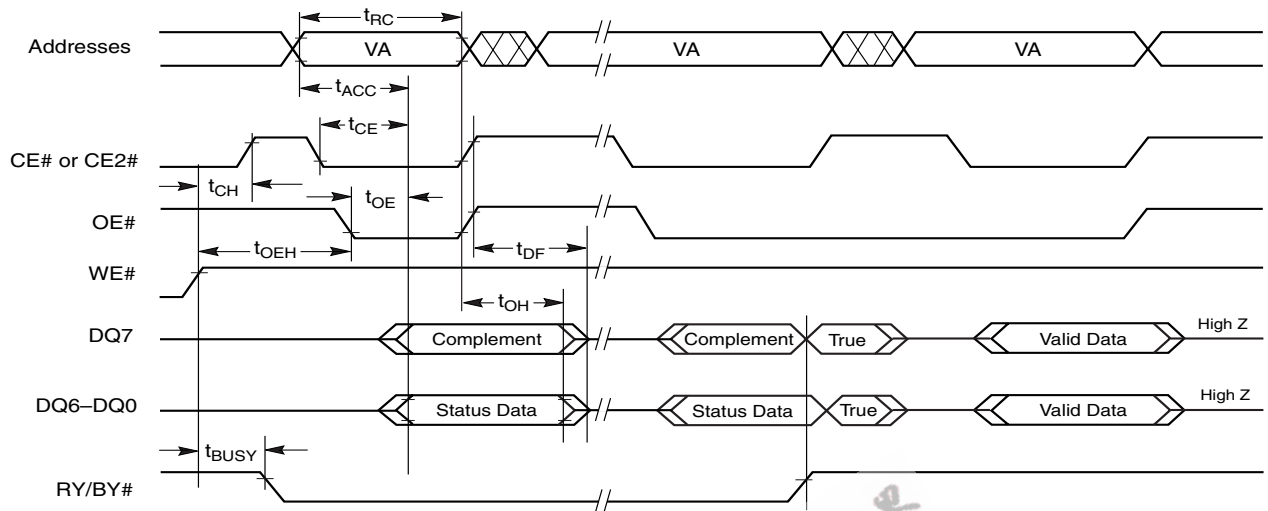 tRC
Addresses VA VA VA
tACC
tCE
CE# or CE2#
tCH tOE
OE#
tOEH tDF
WE#
tOH
DQ7 Complement Complement True Valid Data High Z
DQ6–DQ0 Status Data Status Data True Valid Data High Z
tBUSY
RY/BY#